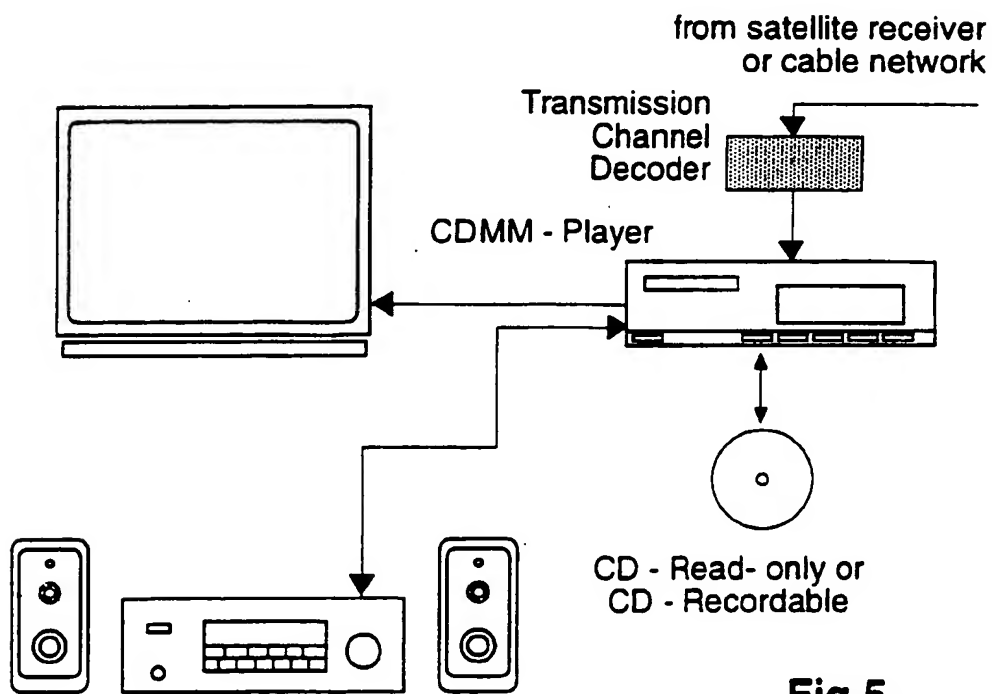 from satellite receiver
or cable network
Transmission
Channel
Decoder
CDMM - Player
CD - Read- only or
CD - Recordable
Fig.5